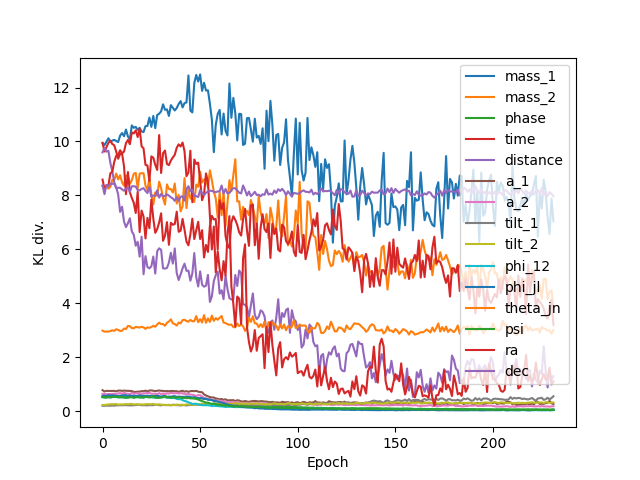 KL div.
12
10
8
6
4
2
0
0
50
100
150
200
Epoch
mass_1
mass_2
phase
time
distance
a_1
a_2
tilt_1
tilt_2
phi_12
phi_jl
theta_jn
psi
ra
dec